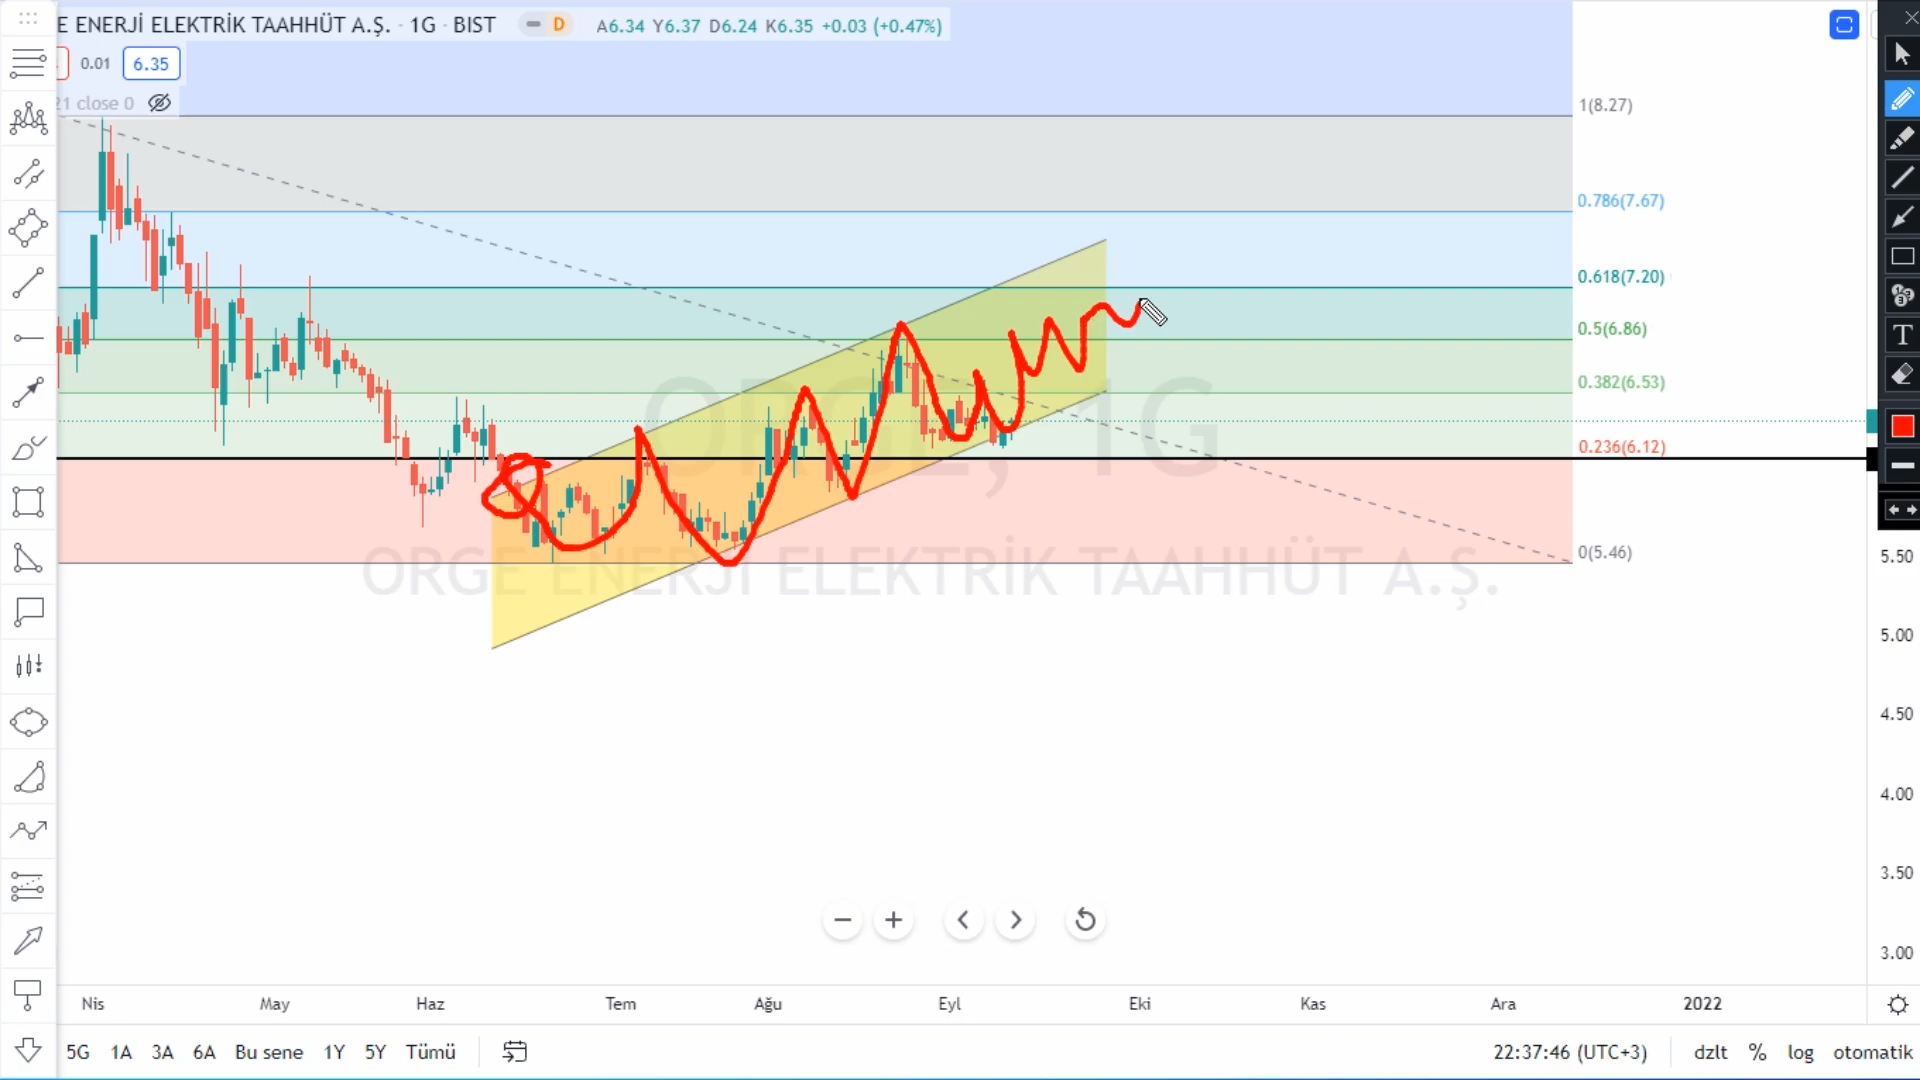 E ENERJİ ELEKTRİK TAAHHÜT A.Ş. · 1G · BIST D A6.34 Y6.37 D6.24 K6.35 +0.03 (+0.47%)
0.01 6.35
21 close 0
1(8.27)
0.786(7.67)
0.618(7.20)
0.5(6.86)
0.382(6.53)
0.236(6.12)
0(5.46)
ORGE, 1G
ORGE ENERJİ ELEKTRİK TAAHHÜT A.Ş.
T
5.50
5.00
4.50
4.00
3.50
3.00
Nis May Haz Tem Ağu Eyl Eki Kas Ara 2022
5G 1A 3A 6A Bu sene 1Y 5Y Tümü 22:37:46 (UTC+3) dzlt % log otomatik